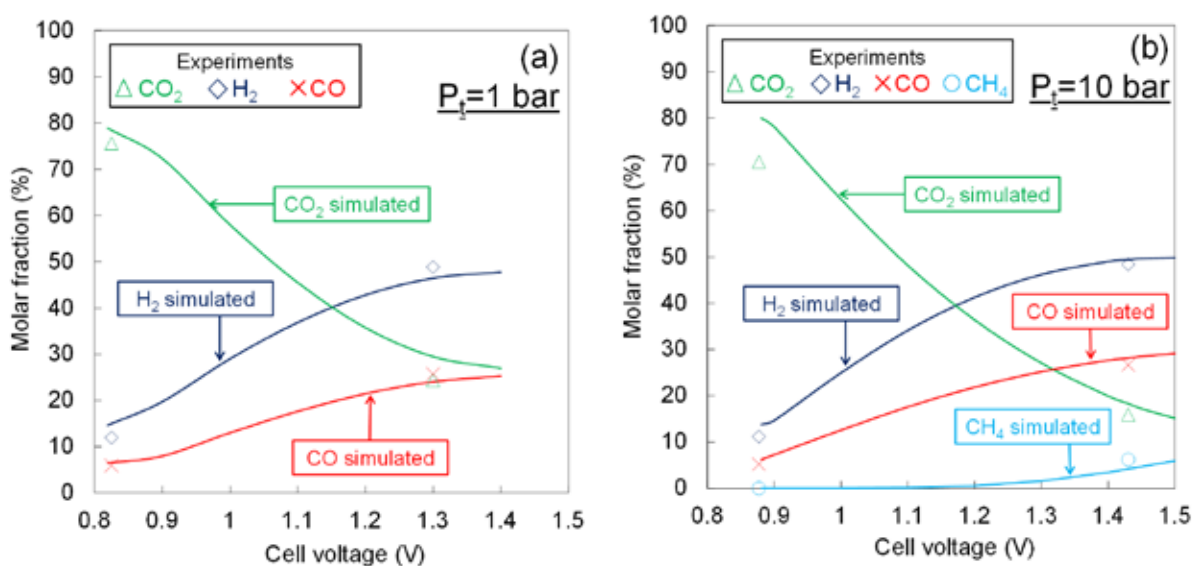 Experiments
CO₂ H₂ CO
(a)
Pₜ=1 bar
CO₂ simulated
H₂ simulated
CO simulated
Molar fraction (%)
100
90
80
70
60
50
40
30
20
10
0
0.8 0.9 1 1.1 1.2 1.3 1.4 1.5
Cell voltage (V)
Experiments
CO₂ H₂ CO CH₄
(b)
Pₜ=10 bar
CO₂ simulated
H₂ simulated
CO simulated
CH₄ simulated
Molar fraction (%)
100
90
80
70
60
50
40
30
20
10
0
0.8 0.9 1 1.1 1.2 1.3 1.4 1.5
Cell voltage (V)